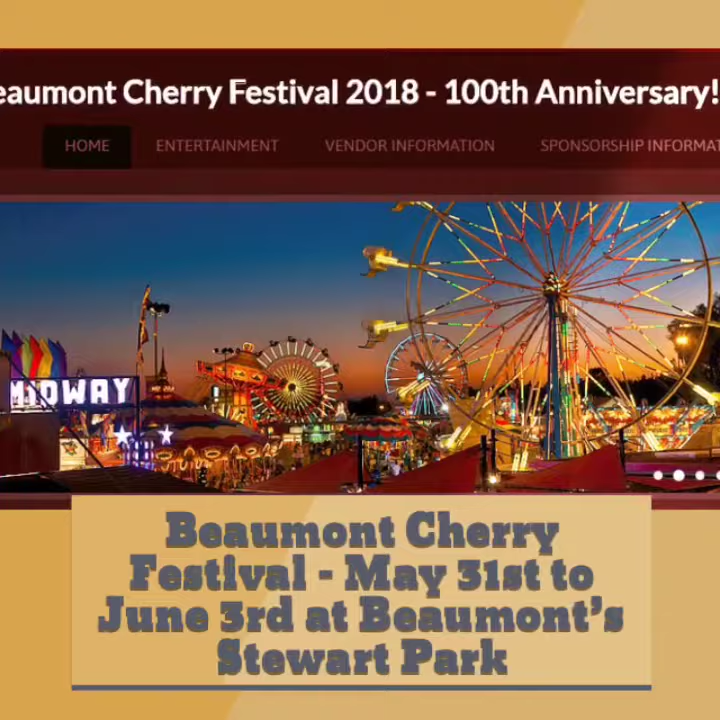 eaumont Cherry Festival 2018 - 100th Anniversary!
HOME ENTERTAINMENT VENDOR INFORMATION SPONSORSHIP INFORMAT
MIDWAY
Beaumont Cherry
Festival - May 31st to
June 3rd at Beaumont's
Stewart Park